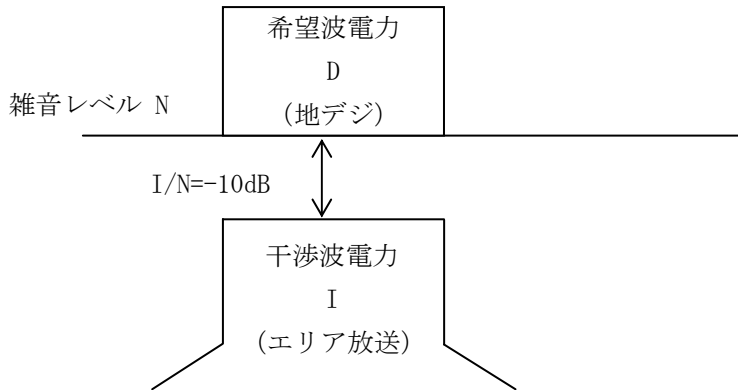 希望波電力
D
(地デジ)
雑音レベル N
I/N=-10dB
干渉波電力
I
(エリア放送)